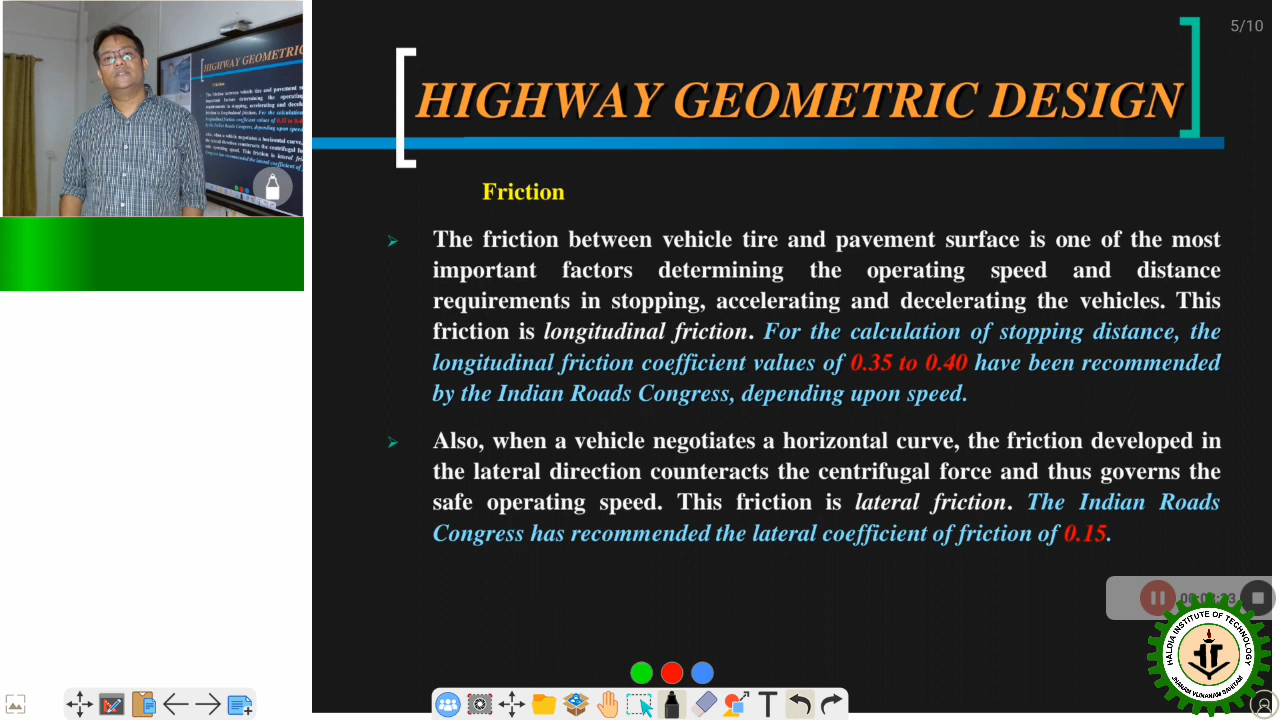 5/10
HIGHWAY GEOMETRIC DESIGN
Friction
The friction between vehicle tire and pavement surface is one of the most
important factors determining the operating speed and distance
requirements in stopping, accelerating and decelerating the vehicles. This
friction is longitudinal friction. For the calculation of stopping distance, the
longitudinal friction coefficient values of 0.35 to 0.40 have been recommended
by the Indian Roads Congress, depending upon speed.
Also, when a vehicle negotiates a horizontal curve, the friction developed in
the lateral direction counteracts the centrifugal force and thus governs the
safe operating speed. This friction is lateral friction. The Indian Roads
Congress has recommended the lateral coefficient of friction of 0.15.
HALDIA INSTITUTE OF TECHNOLOGY
T